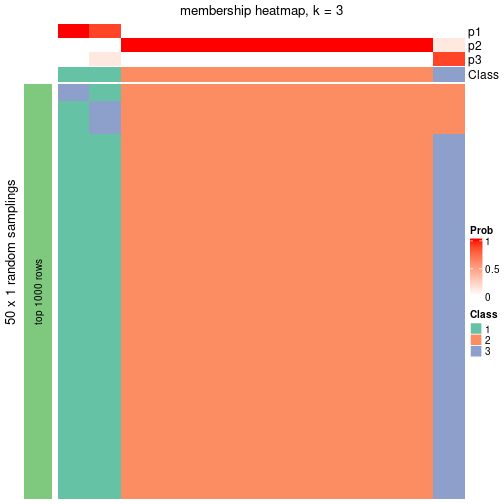 membership heatmap, k = 3
p1
p2
p3
Class
50 x 1 random samplings
top 1000 rows
Prob
1
0.5
0
Class
1
2
3